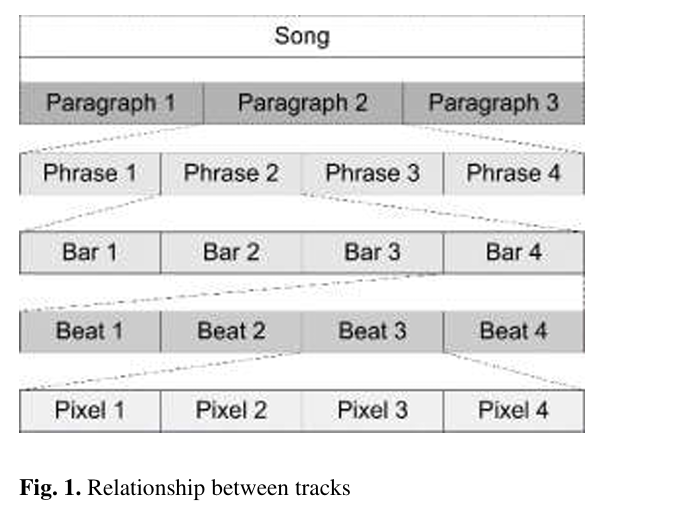 Song
Paragraph 1 Paragraph 2 Paragraph 3
Phrase 1 Phrase 2 Phrase 3 Phrase 4
Bar 1 Bar 2 Bar 3 Bar 4
Beat 1 Beat 2 Beat 3 Beat 4
Pixel 1 Pixel 2 Pixel 3 Pixel 4
Fig. 1. Relationship between tracks